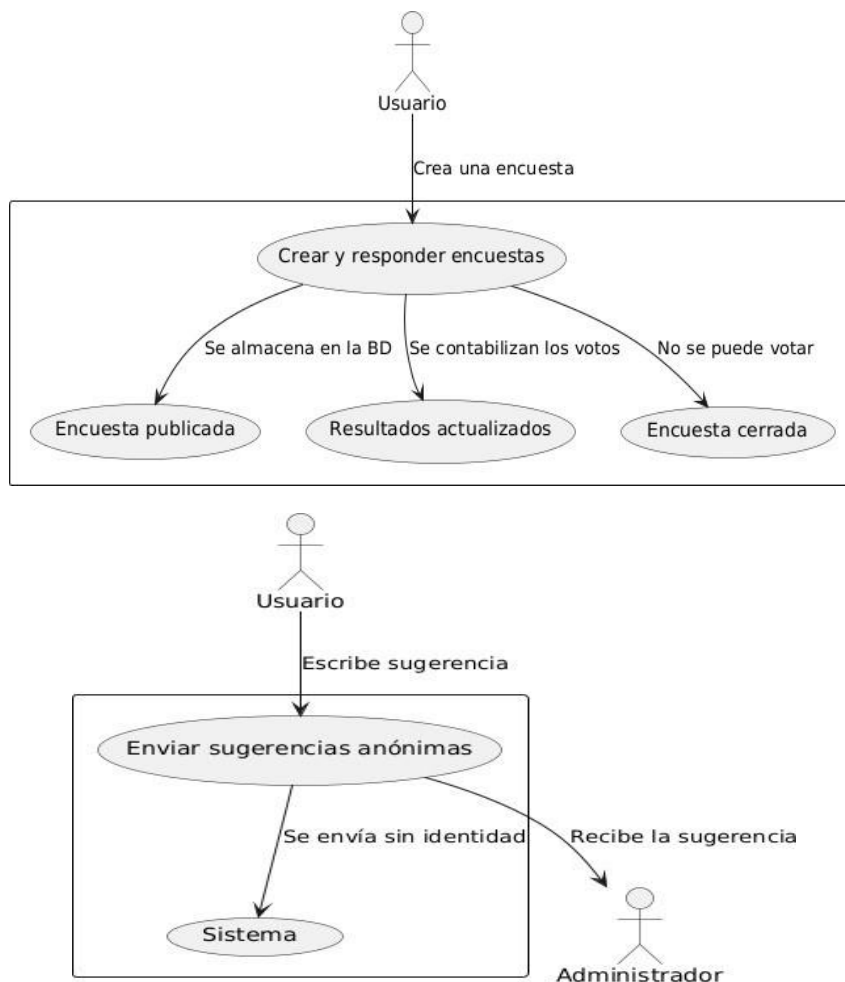 Usuario
Crea una encuesta
Crear y responder encuestas
Se almacena en la BD
Se contabilizan los votos
No se puede votar
Encuesta publicada
Resultados actualizados
Encuesta cerrada
Usuario
Escribe sugerencia
Enviar sugerencias anónimas
Se envía sin identidad
Recibe la sugerencia
Sistema
Administrador